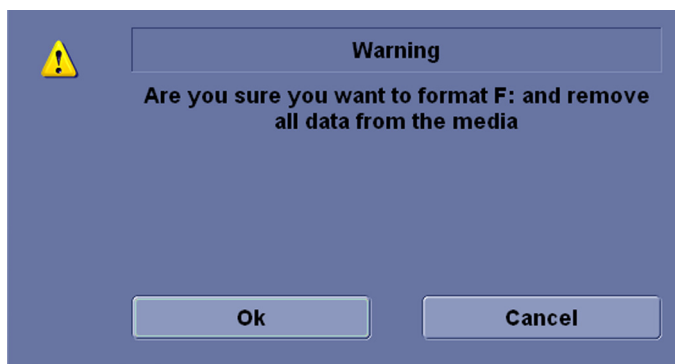 Warning
Are you sure you want to format F: and remove
all data from the media
Ok
Cancel